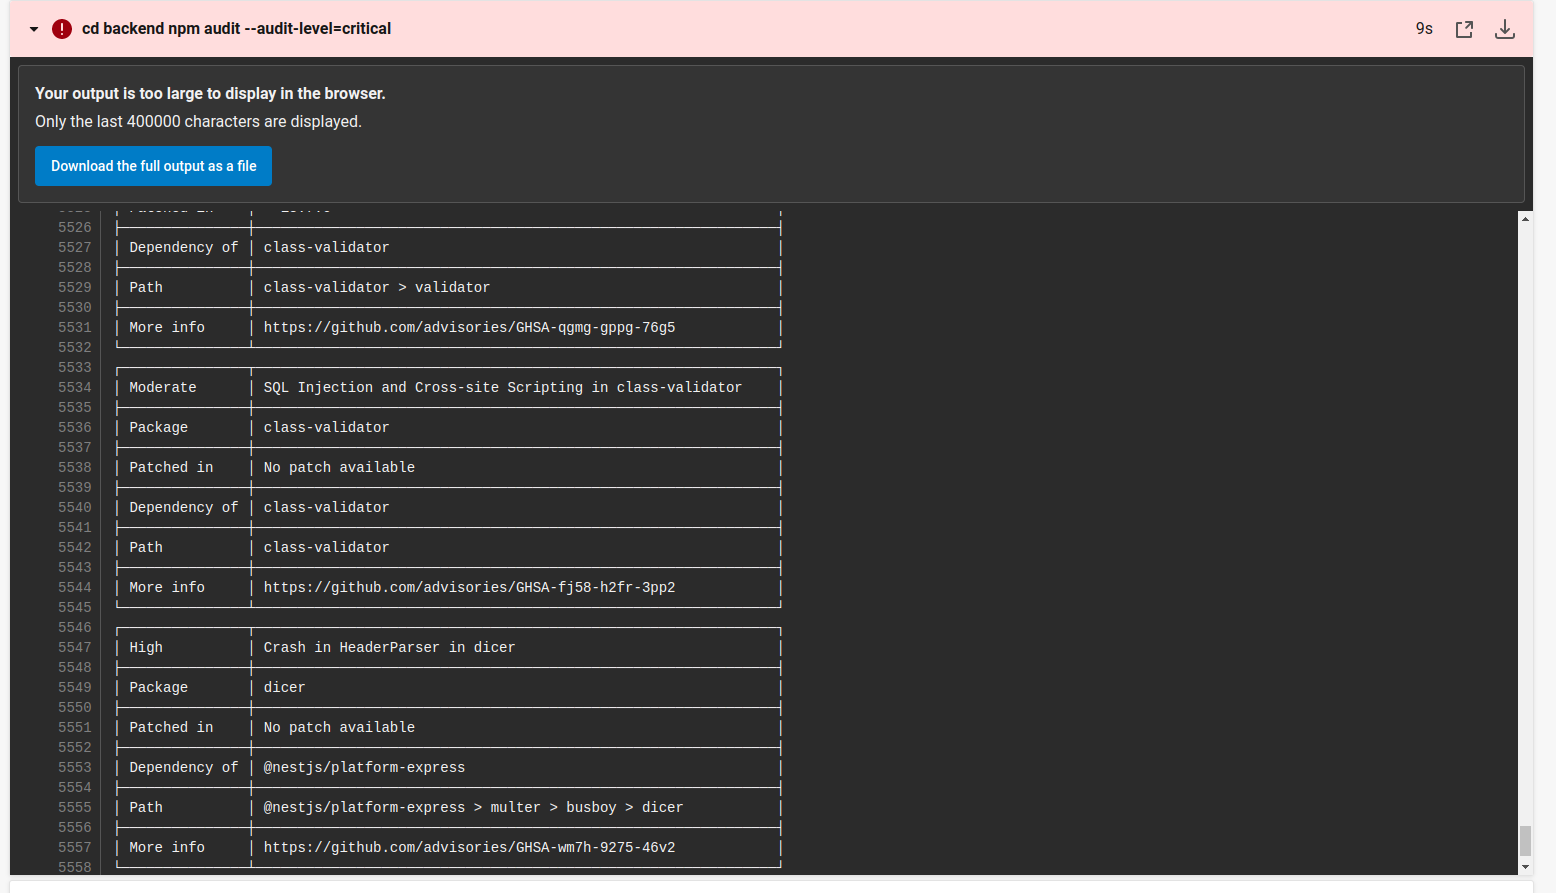 cd backend npm audit --audit-level=critical
9s
Your output is too large to display in the browser.
Only the last 400000 characters are displayed.
Download the full output as a file
5526
5527 Dependency of class-validator
5528
5529 Path class-validator > validator
5530
5531 More info https://github.com/advisories/GHSA-qgmg-gppg-76g5
5532
5533
5534 Moderate SQL Injection and Cross-site Scripting in class-validator
5535
5536 Package class-validator
5537
5538 Patched in No patch available
5539
5540 Dependency of class-validator
5541
5542 Path class-validator
5543
5544 More info https://github.com/advisories/GHSA-fj58-h2fr-3pp2
5545
5546
5547 High Crash in HeaderParser in dicer
5548
5549 Package dicer
5550
5551 Patched in No patch available
5552
5553 Dependency of @nestjs/platform-express
5554
5555 Path @nestjs/platform-express > multer > busboy > dicer
5556
5557 More info https://github.com/advisories/GHSA-wm7h-9275-46v2
5558